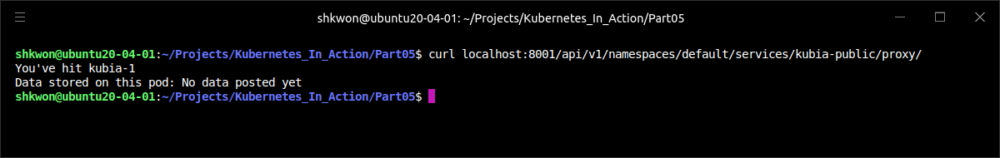 shkwon@ubuntu20-04-01: ~/Projects/Kubernetes_In_Action/Part05
shkwon@ubuntu20-04-01:~/Projects/Kubernetes_In_Action/Part05$ curl localhost:8001/api/v1/namespaces/default/services/kubia-public/proxy/
You've hit kubia-1
Data stored on this pod: No data posted yet
shkwon@ubuntu20-04-01:~/Projects/Kubernetes_In_Action/Part05$